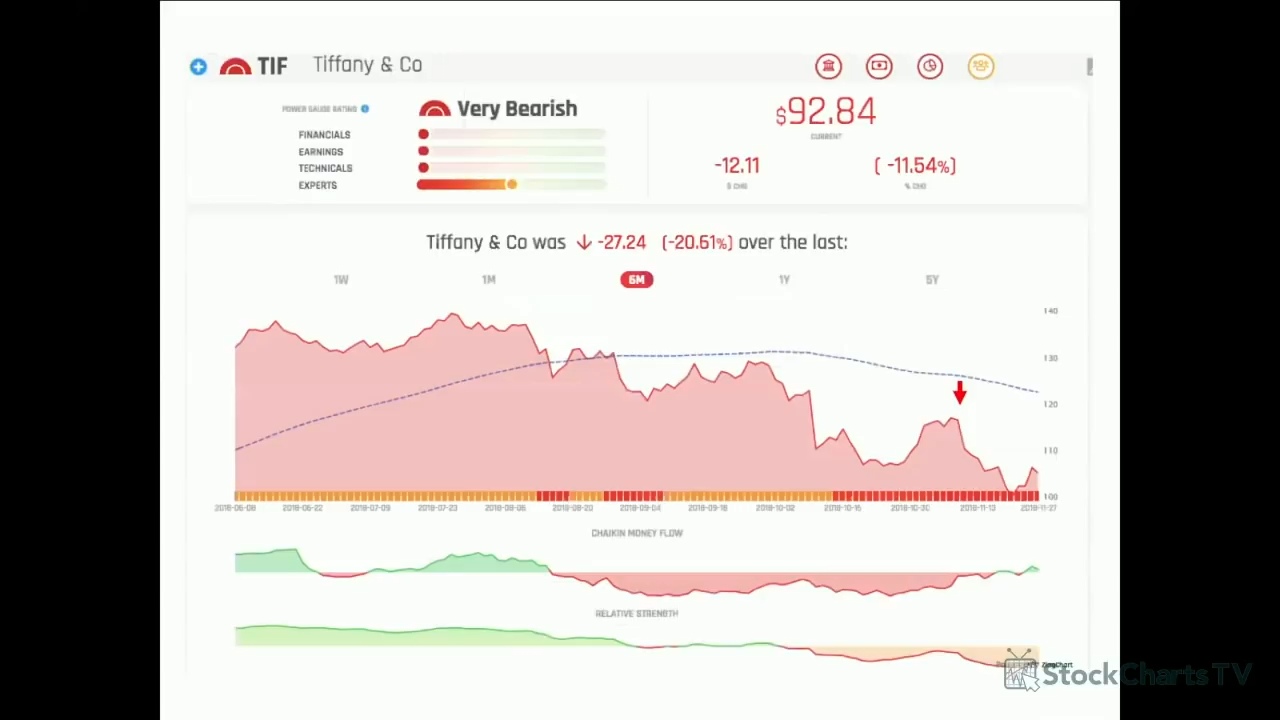 TIF Tiffany & Co
POWER GAUGE RATING
Very Bearish
FINANCIALS
EARNINGS
TECHNICALS
EXPERTS
$92.84
CURRENT
-12.11 ( -11.54%)
$ CHG % CHG
Tiffany & Co was ↓ -27.24 (-20.61%) over the last:
1W 1M 6M 1Y 5Y
140
130
120
110
100
2018-06-08 2018-06-22 2018-07-09 2018-07-23 2018-08-06 2018-08-20 2018-09-04 2018-09-18 2018-10-02 2018-10-16 2018-10-30 2018-11-13 2018-11-27
CHAIKIN MONEY FLOW
RELATIVE STRENGTH
ZingChart
StockChartsTV